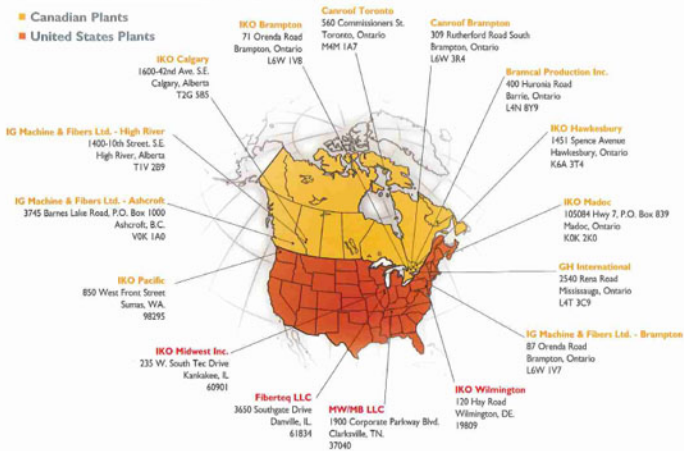 Canadian Plants
United States Plants
IKO Brampton
71 Orenda Road
Brampton, Ontario
L6W 1V8
Canroof Toronto
560 Commissioners St.
Toronto, Ontario
M4M 1A7
Canroof Brampton
309 Rutherford Road South
Brampton, Ontario
L6W 3R4
IKO Calgary
1600-42nd Ave. S.E.
Calgary, Alberta
T2G 5B5
Bramcal Production Inc.
400 Huronia Road
Barrie, Ontario
L4N 8Y9
IG Machine & Fibers Ltd. - High River
1400-10th Street. S.E.
High River, Alberta
T1V 2B9
IKO Hawkesbury
1451 Spence Avenue
Hawkesbury, Ontario
K6A 3T4
IG Machine & Fibers Ltd. - Ashcroft
3745 Barnes Lake Road, P.O. Box 1000
Ashcroft, B.C.
V0K 1A0
IKO Madoc
105084 Hwy 7, P.O. Box 839
Madoc, Ontario
K0K 2K0
IKO Pacific
850 West Front Street
Sumas, WA.
98295
GH International
2540 Rena Road
Mississauga, Ontario
L4T 3C9
IKO Midwest Inc.
235 W. South Tec Drive
Kankakee, IL
60901
IG Machine & Fibers Ltd. - Brampton
87 Orenda Road
Brampton, Ontario
L6W 1V7
Fiberteq LLC
3650 Southgate Drive
Danville, IL.
61834
MW/MB LLC
1900 Corporate Parkway Blvd.
Clarksville, TN.
37040
IKO Wilmington
120 Hay Road
Wilmington, DE.
19809